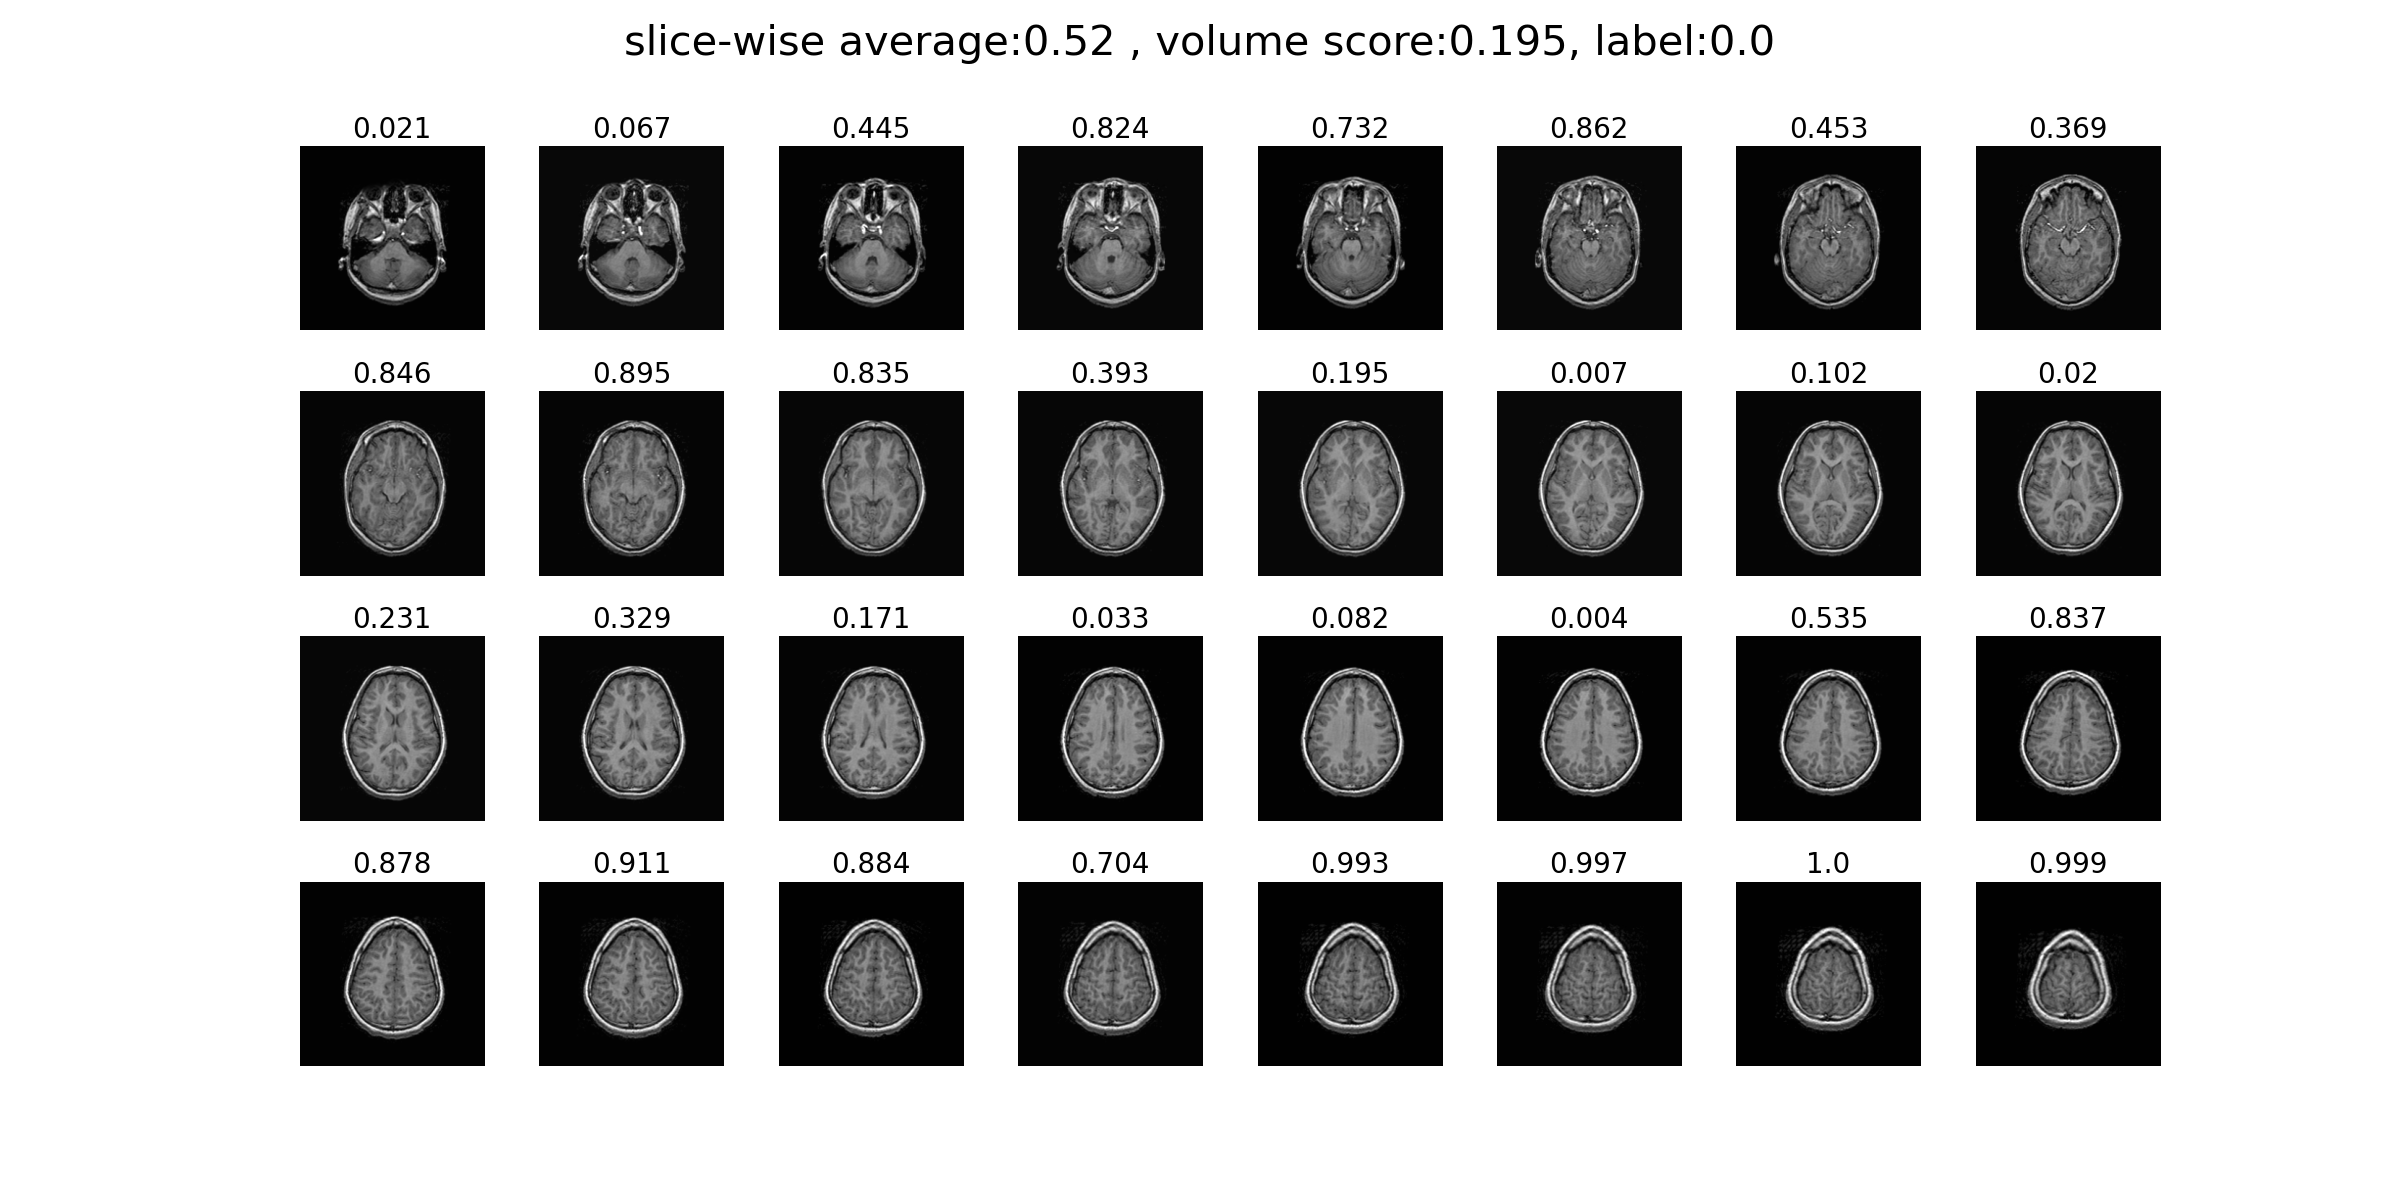 slice-wise average:0.52 , volume score:0.195, label:0.0
0.021 0.067 0.445 0.824 0.732 0.862 0.453 0.369
0.846 0.895 0.835 0.393 0.195 0.007 0.102 0.02
0.231 0.329 0.171 0.033 0.082 0.004 0.535 0.837
0.878 0.911 0.884 0.704 0.993 0.997 1.0 0.999